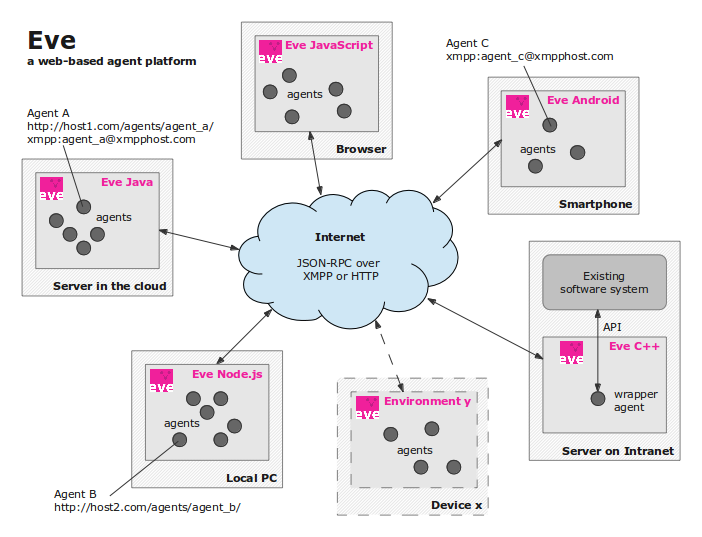 Eve
a web-based agent platform
eve
Eve JavaScript
agents
Browser
Agent C
xmpp:agent_c@xmpphost.com
eve
Eve Android
agents
Smartphone
Agent A
http://host1.com/agents/agent_a/
xmpp:agent_a@xmpphost.com
eve
Eve Java
agents
Server in the cloud
Internet
JSON-RPC over
XMPP or HTTP
Existing
software system
API
eve
Eve C++
wrapper
agent
Server on Intranet
eve
Eve Node.js
agents
Local PC
Agent B
http://host2.com/agents/agent_b/
eve
Environment y
agents
Device x